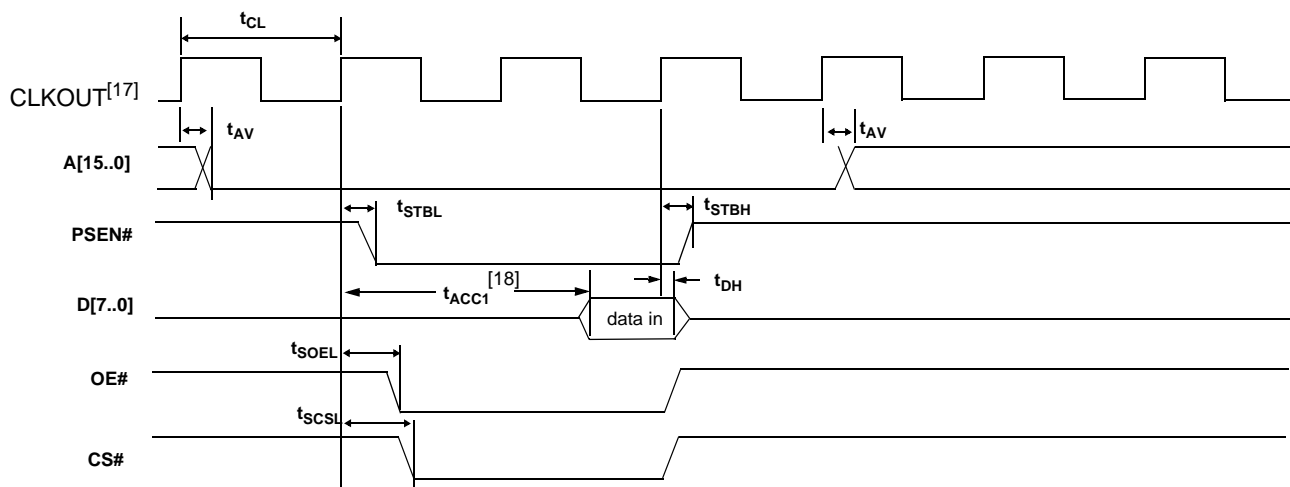 tCL
CLKOUT[17]
tAV
tAV
A[15..0]
tSTBL
tSTBH
PSEN#
[18]
tACC1
tDH
D[7..0]
data in
tSOEL
OE#
tSCSL
CS#